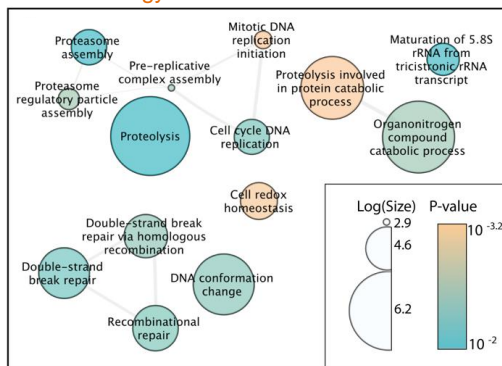 Proteasome
assembly
Mitotic DNA
replication
initiation
Maturation of 5.8S
rRNA from
tricistronic rRNA
transcript
Pre-replicative
complex assembly
Proteolysis involved
in protein catabolic
process
Proteasome
regulatory particle
assembly
Proteolysis
Cell cycle DNA
replication
Organonitrogen
compound
catabolic process
Cell redox
homeostasis
Double-strand break
repair via homologous
recombination
Double-strand
break repair
DNA conformation
change
Recombinational
repair
Log(Size)
2.9
4.6
6.2
P-value
10 -3.2
10 -2